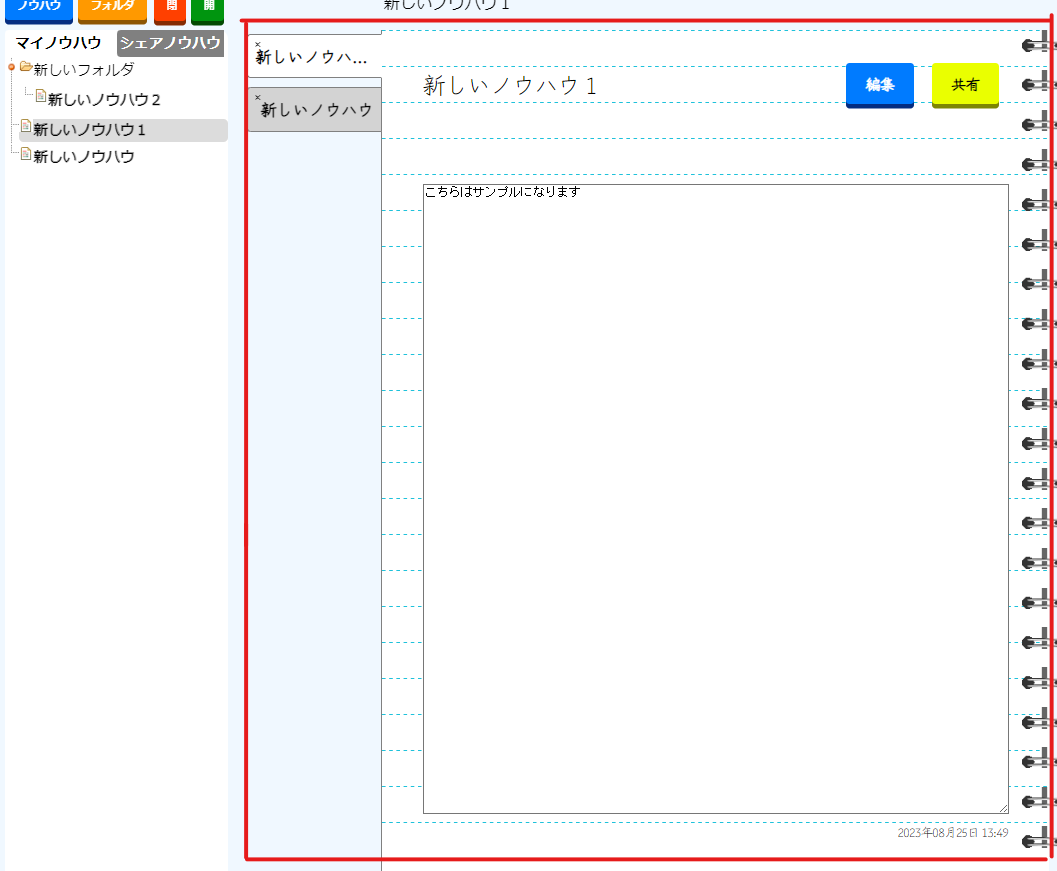 ノウハウ
フォルダ
閉
開
新しいノウハウ１
マイノウハウ
シェアノウハウ
新しいフォルダ
新しいノウハウ２
新しいノウハウ１
新しいノウハウ
×
新しいノウハ...
×
新しいノウハウ
新しいノウハウ１
編集
共有
こちらはサンプルになります
2023年08月25日 13:49